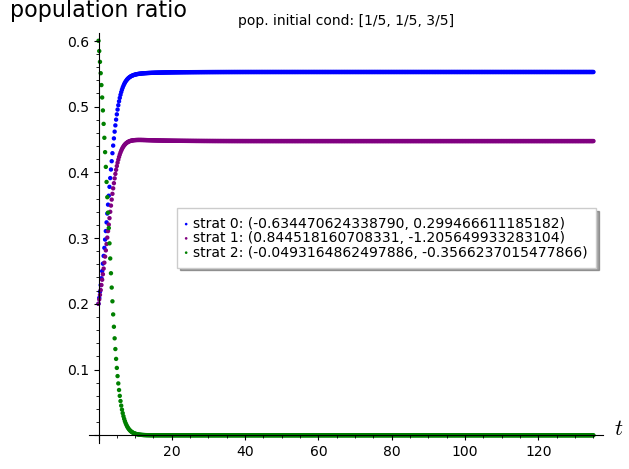 population ratio
pop. initial cond: [1/5, 1/5, 3/5]
0.6
0.5
0.4
0.3
0.2
0.1
strat 0: (-0.634470624338790, 0.299466611185182)
strat 1: (0.844518160708331, -1.205649933283104)
strat 2: (-0.0493164862497886, -0.3566237015477866)
20 40 60 80 100 120
t